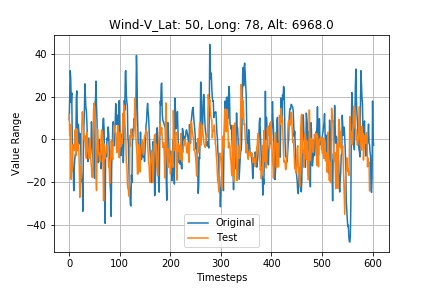 Wind-V_Lat: 50, Long: 78, Alt: 6968.0
Value Range
40
20
0
−20
−40
Original
Test
0 100 200 300 400 500 600
Timesteps